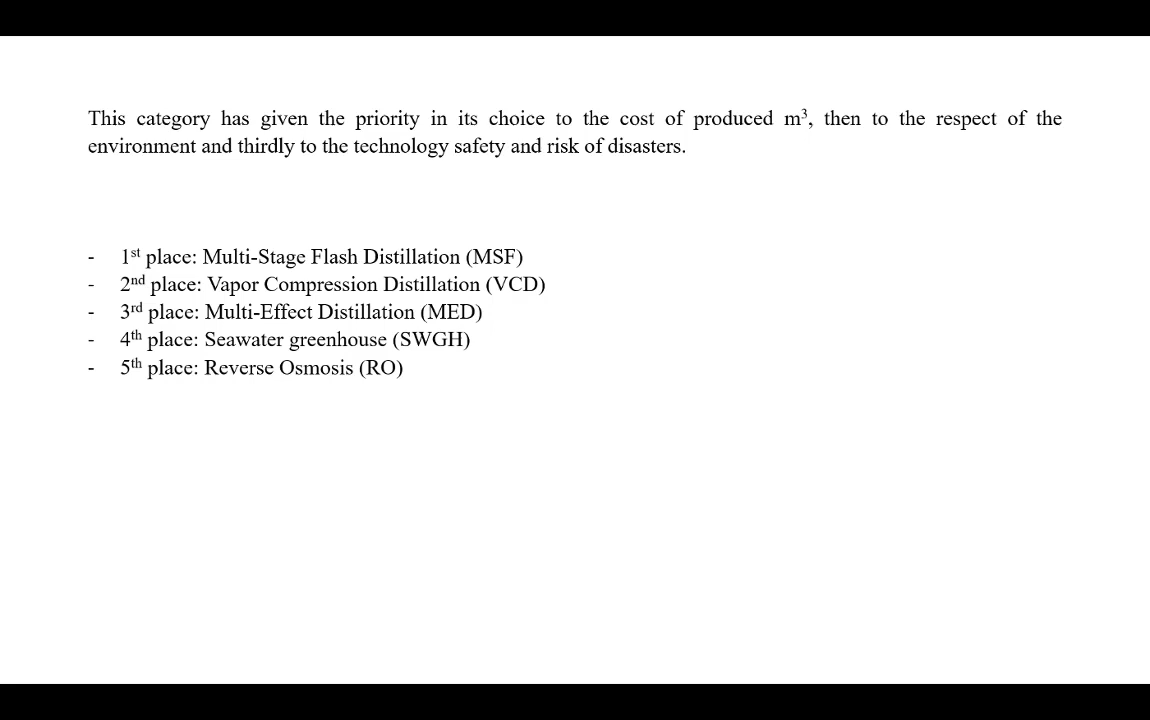 This category has given the priority in its choice to the cost of produced m³, then to the respect of the
environment and thirdly to the technology safety and risk of disasters.
- 1st place: Multi-Stage Flash Distillation (MSF)
- 2nd place: Vapor Compression Distillation (VCD)
- 3rd place: Multi-Effect Distillation (MED)
- 4th place: Seawater greenhouse (SWGH)
- 5th place: Reverse Osmosis (RO)